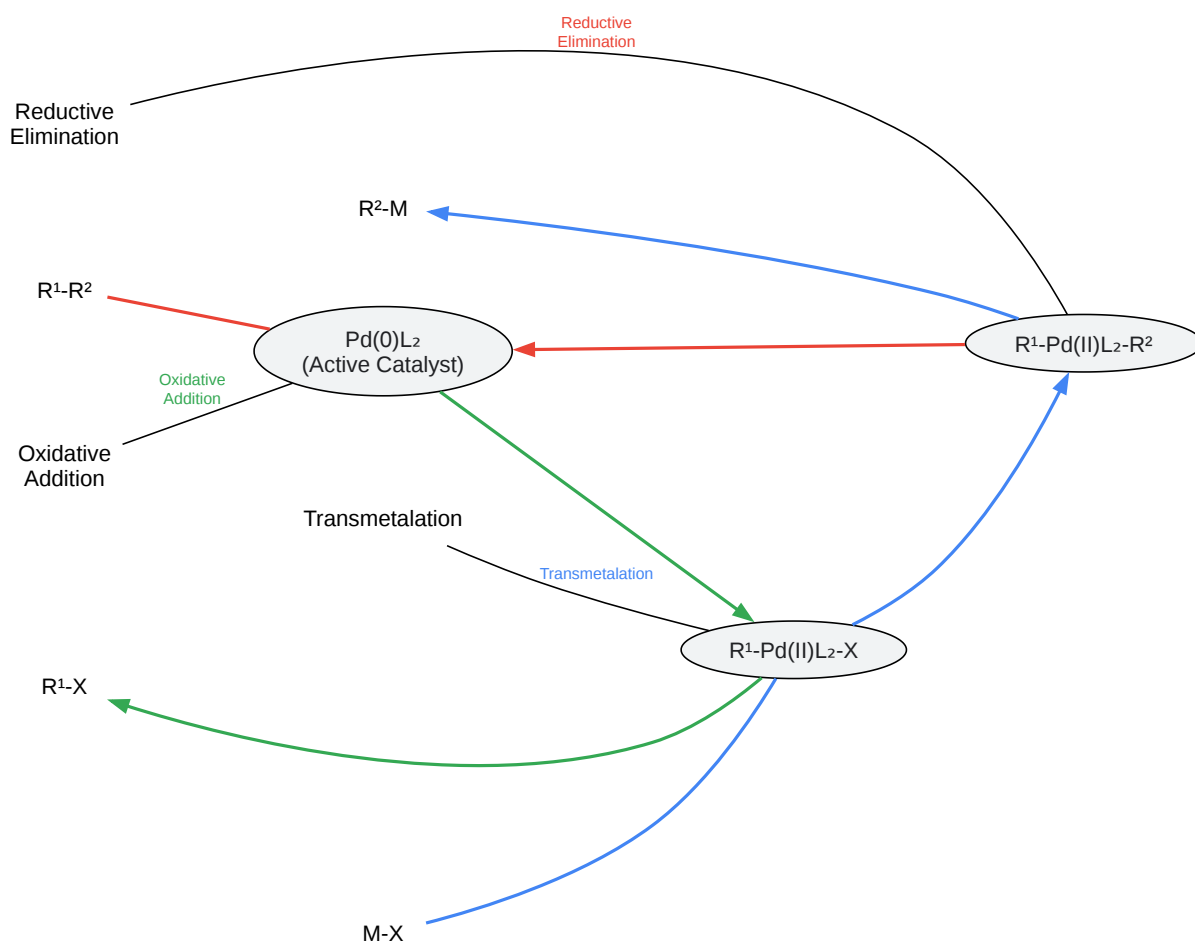 Reductive
Elimination
Reductive
Elimination
R²-M
R¹-R²
Pd(0)L₂
(Active Catalyst)
R¹-Pd(II)L₂-R²
Oxidative
Addition
Oxidative
Addition
Transmetalation
Transmetalation
R¹-Pd(II)L₂-X
R¹-X
M-X